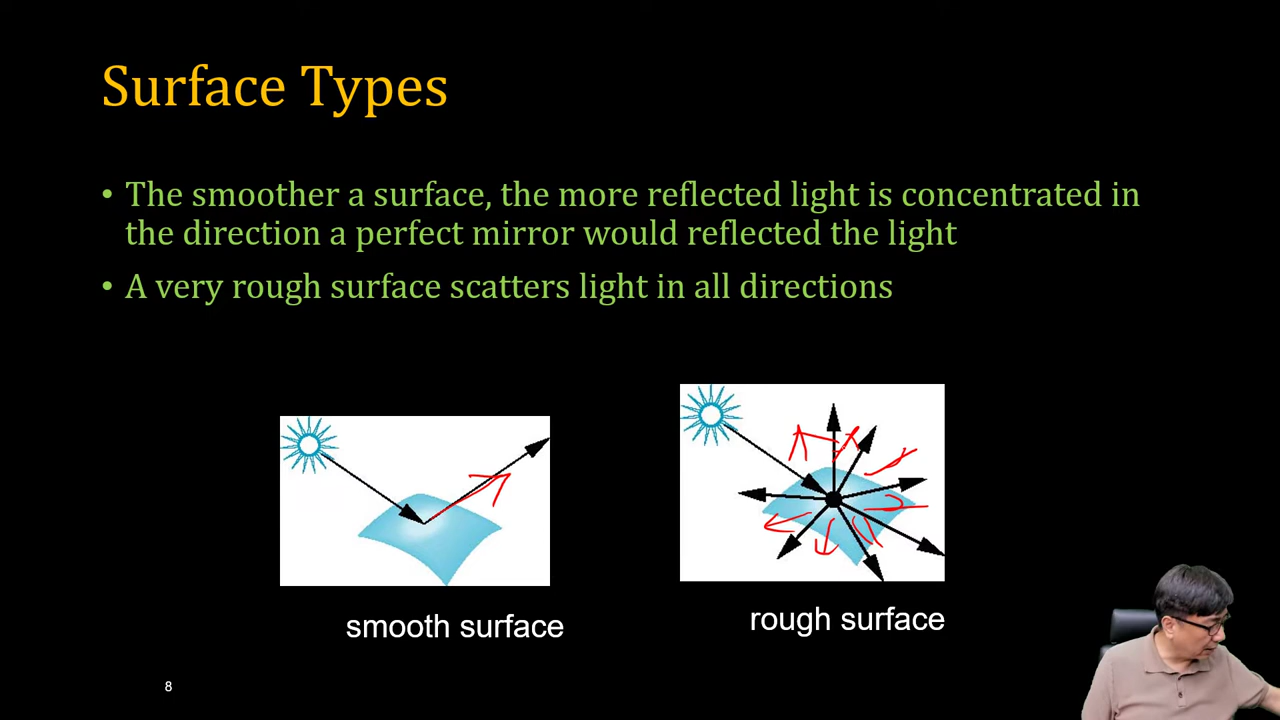 Surface Types
• The smoother a surface, the more reflected light is concentrated in
the direction a perfect mirror would reflected the light
• A very rough surface scatters light in all directions
smooth surface
rough surface
8